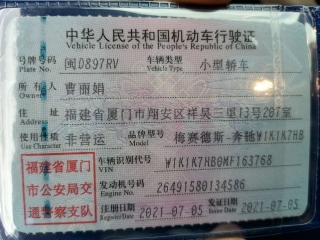 中华人民共和国机动车行驶证
Vehicle License of the People's Republic of China
号牌号码 闽D897RV 车辆类型 小型轿车
Plate No. Vehicle Type
所有人 曹丽娟
Owner
住址 福建省厦门市翔安区祥吴三里13号207室
Address
使用性质 非营运 品牌型号 梅赛德斯-奔驰W1K1K7HB
Use Character Model
福建省厦门市公安局交通警察支队
车辆识别代号 W1K1K7HB0MF163768
VIN
发动机号码 26491580134586
Engine No.
注册日期 2021-07-05 发证日期 2021-07-05
Register Date Issue Date